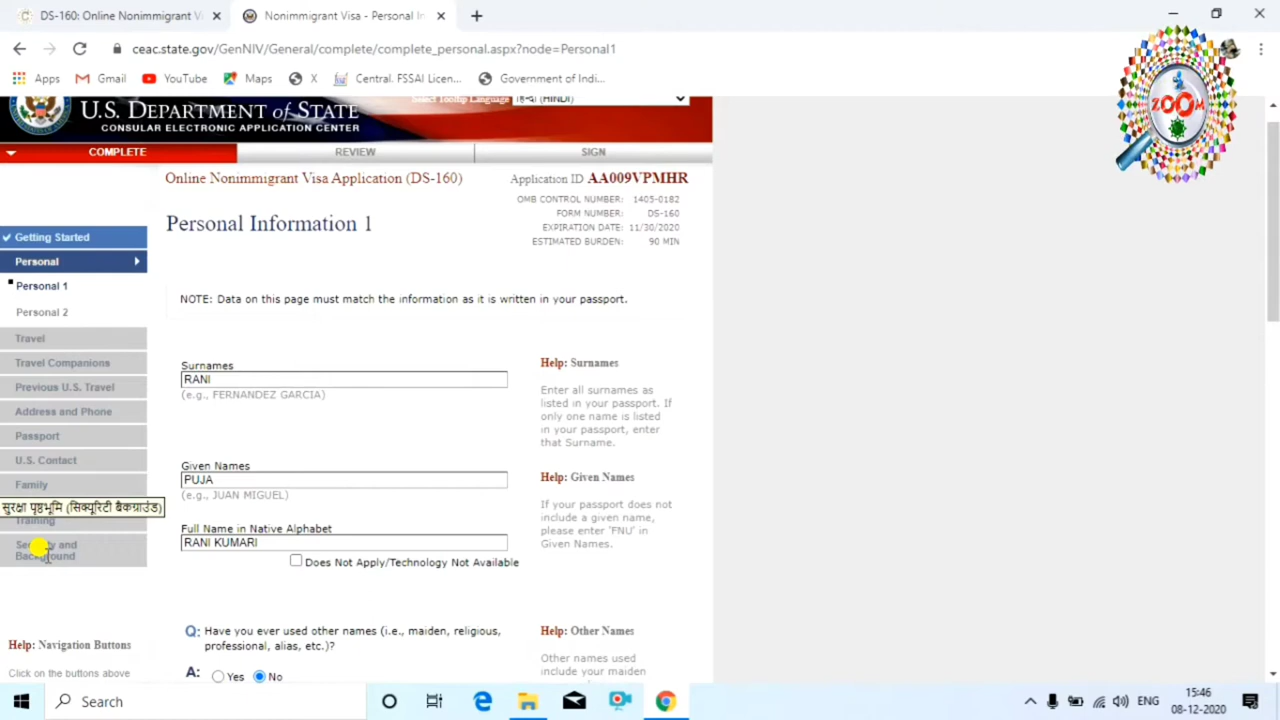 DS-160: Online Nonimmigrant V
Nonimmigrant Visa - Personal In
ceac.state.gov/GenNIV/General/complete/complete_personal.aspx?node=Personal1
Apps
Gmail
YouTube
Maps
X
Central. FSSAI Licen...
Government of Indi...
ZOOM
Select Tooltip Language
हिन्दी (HINDI)
U.S. DEPARTMENT of STATE
CONSULAR ELECTRONIC APPLICATION CENTER
COMPLETE
REVIEW
SIGN
Online Nonimmigrant Visa Application (DS-160)
Application ID AA009VPMHR
OMB CONTROL NUMBER: 1405-0182
FORM NUMBER: DS-160
EXPIRATION DATE: 11/30/2020
ESTIMATED BURDEN: 90 MIN
Personal Information 1
Getting Started
Personal
Personal 1
Personal 2
Travel
Travel Companions
Previous U.S. Travel
Address and Phone
Passport
U.S. Contact
Family
सुरक्षा पृष्ठभूमि (सिक्यूरिटी बैकग्राउंड)
Training
Security and
Background
Help: Navigation Buttons
Click on the buttons above
NOTE: Data on this page must match the information as it is written in your passport.
Surnames
RANI
(e.g., FERNANDEZ GARCIA)
Help: Surnames
Enter all surnames as
listed in your passport. If
only one name is listed
in your passport, enter
that Surname.
Given Names
PUJA
(e.g., JUAN MIGUEL)
Help: Given Names
If your passport does not
include a given name,
please enter 'FNU' in
Given Names.
Full Name in Native Alphabet
RANI KUMARI
Does Not Apply/Technology Not Available
Q: Have you ever used other names (i.e., maiden, religious,
professional, alias, etc.)?
A: Yes No
Help: Other Names
Other names used
include your maiden
Search
ENG
15:46
08-12-2020